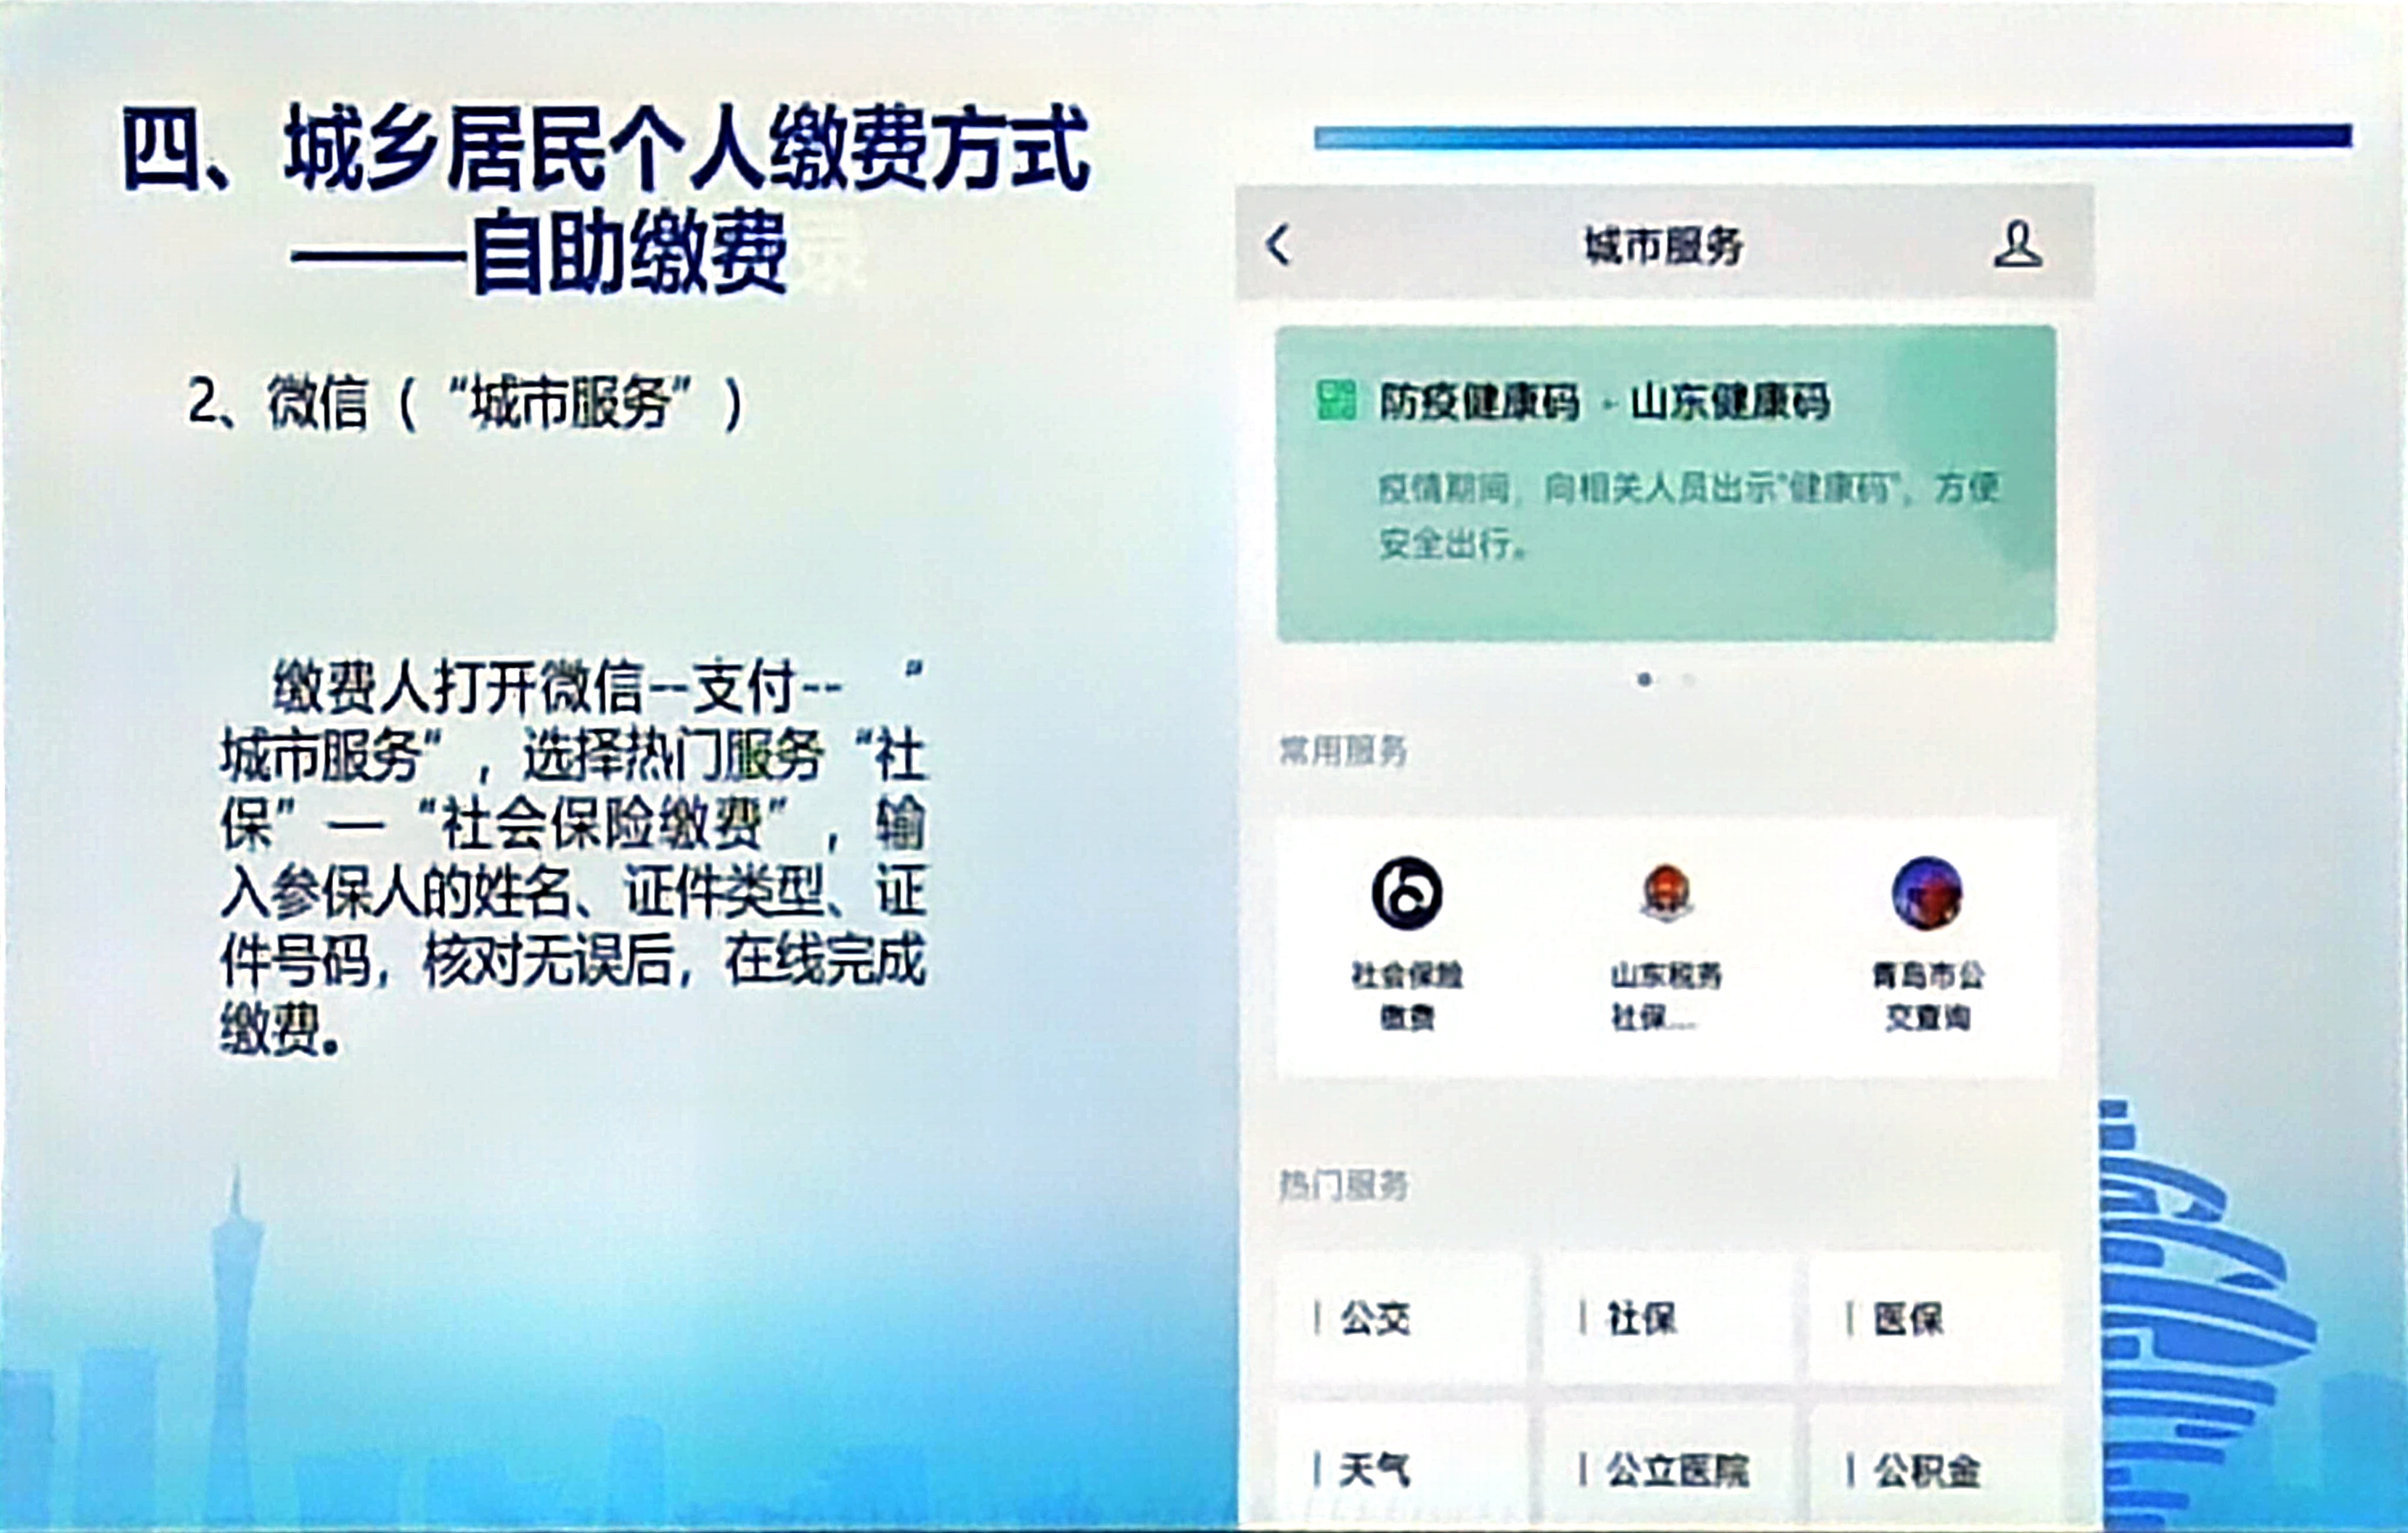 四、城乡居民个人缴费方式
——自助缴费
2、微信（“城市服务”）
缴费人打开微信--支付-- “
城市服务”，选择热门服务“社
保”—“社会保险缴费”，输
入参保人的姓名、证件类型、证
件号码，核对无误后，在线完成
缴费。
城市服务
防疫健康码 · 山东健康码
疫情期间，向相关人员出示“健康码”，方便
安全出行。
常用服务
社会保险
缴费
山东税务
社保...
青岛市公
交查询
热门服务
公交
社保
医保
天气
公立医院
公积金